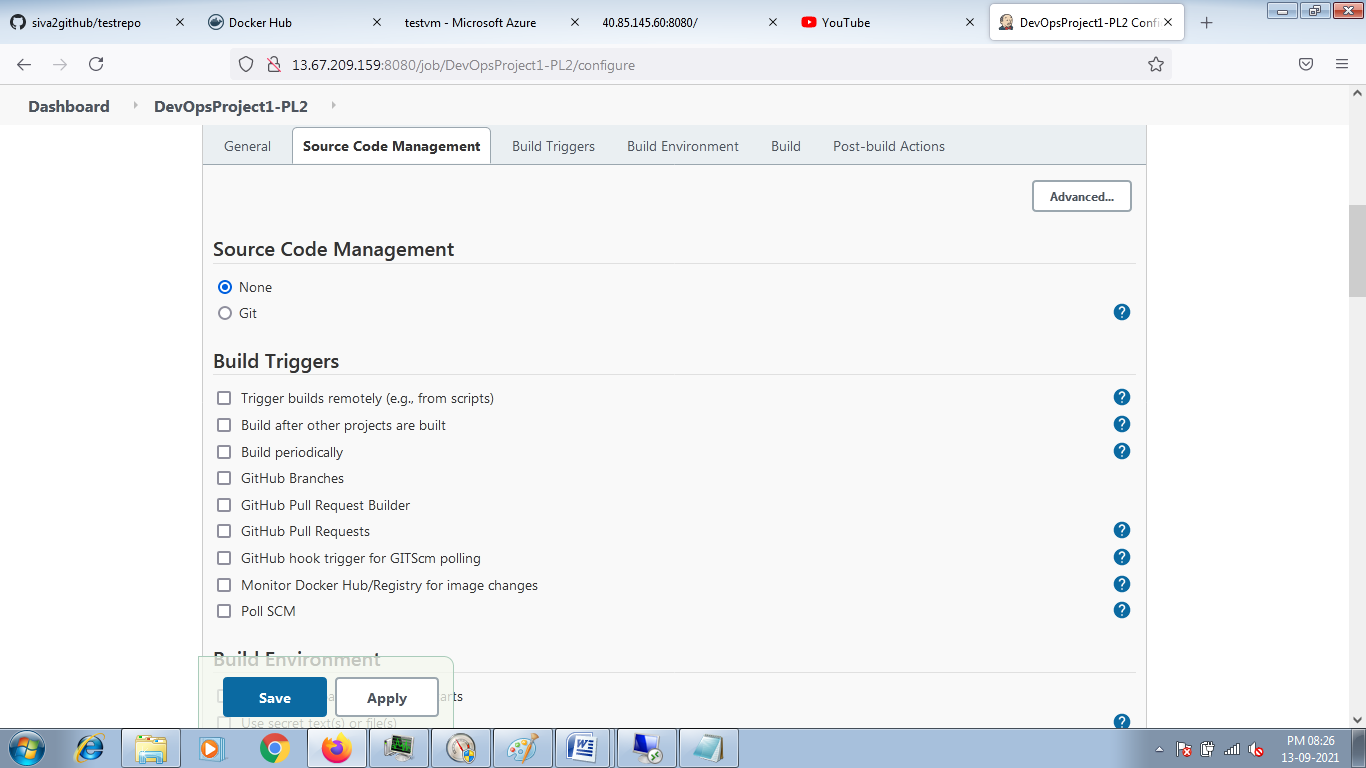 siva2github/testrepo
Docker Hub
testvm - Microsoft Azure
40.85.145.60:8080/
YouTube
DevOpsProject1-PL2 Confi
13.67.209.159:8080/job/DevOpsProject1-PL2/configure
Dashboard
DevOpsProject1-PL2
General
Source Code Management
Build Triggers
Build Environment
Build
Post-build Actions
Advanced...
Source Code Management
None
Git
?
Build Triggers
Trigger builds remotely (e.g., from scripts)
?
Build after other projects are built
?
Build periodically
?
GitHub Branches
GitHub Pull Request Builder
GitHub Pull Requests
?
GitHub hook trigger for GITScm polling
?
Monitor Docker Hub/Registry for image changes
?
Poll SCM
?
Build Environment
Save
Apply
arts
Use secret text(s) or file(s)
?
PM 08:26
13-09-2021